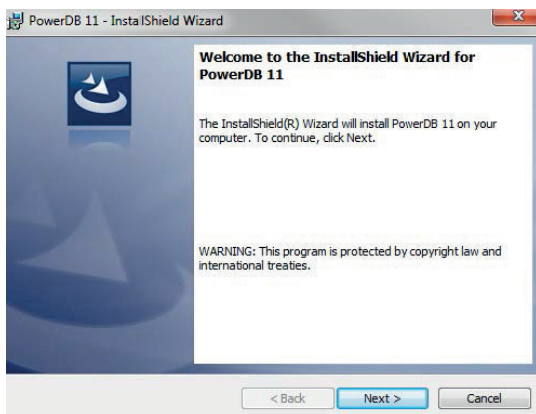 PowerDB 11 - InstallShield Wizard
Welcome to the InstallShield Wizard for
PowerDB 11
The InstallShield(R) Wizard will install PowerDB 11 on your
computer. To continue, click Next.
WARNING: This program is protected by copyright law and
international treaties.
< Back
Next >
Cancel